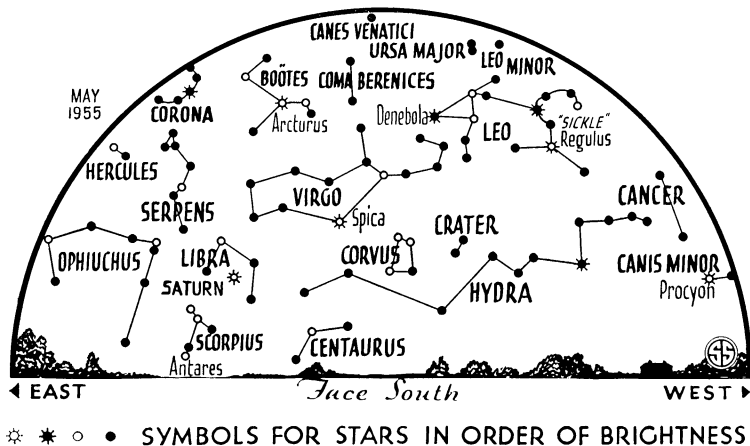 CANES VENATICI
URSA MAJOR
LEO MINOR
BOÖTES
COMA BERENICES
MAY
1955
CORONA
Arcturus
Denebola
LEO
"SICKLE"
Regulus
HERCULES
VIRGO
CANCER
SERPENS
Spica
CRATER
OPHIUCHUS
LIBRA
CORVUS
CANIS MINOR
SATURN
HYDRA
Procyon
SCORPIUS
CENTAURUS
Antares
EAST
Face South
WEST
SYMBOLS FOR STARS IN ORDER OF BRIGHTNESS